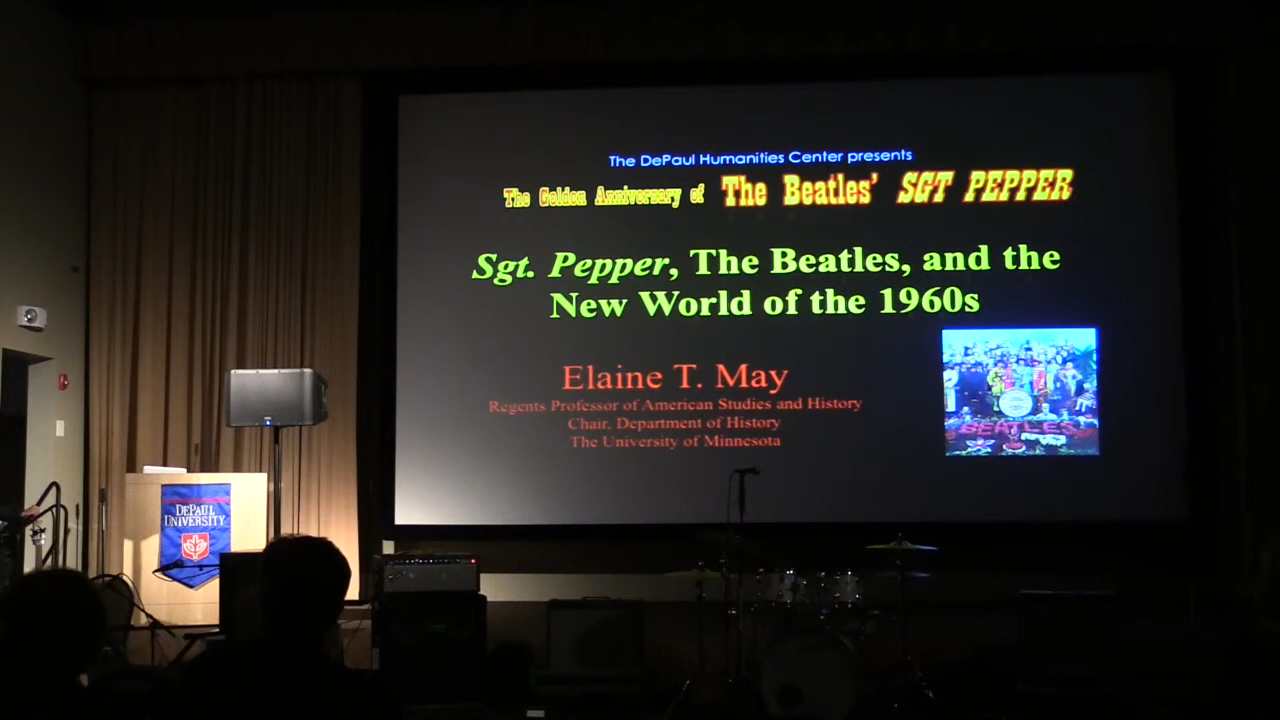 The DePaul Humanities Center presents
The Golden Anniversary of The Beatles' SGT PEPPER
Sgt. Pepper, The Beatles, and the
New World of the 1960s
Elaine T. May
Regents Professor of American Studies and History
Chair, Department of History
The University of Minnesota
BEATLES
DEPAUL
UNIVERSITY